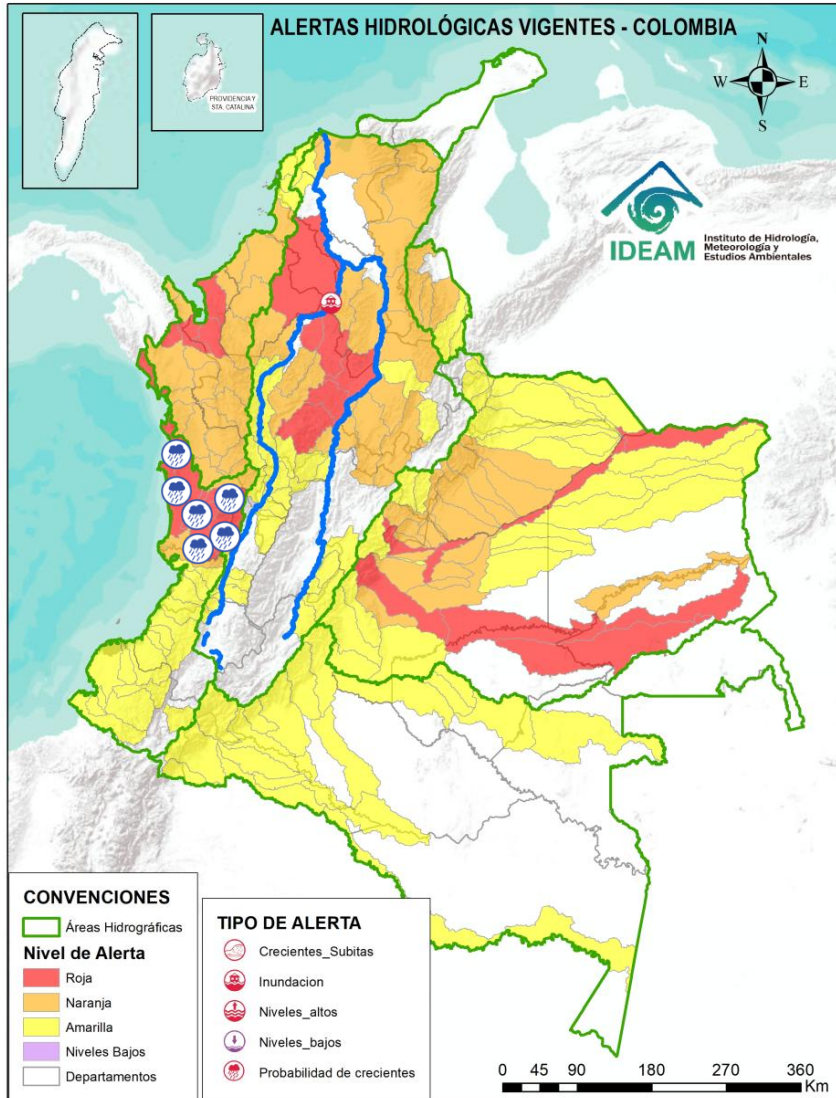 ALERTAS HIDROLÓGICAS VIGENTES - COLOMBIA
PROVIDENCIA Y
STA. CATALINA
N
W
E
S
IDEAM
Instituto de Hidrología,
Meteorología y
Estudios Ambientales
CONVENCIONES
Áreas Hidrográficas
Nivel de Alerta
Roja
Naranja
Amarilla
Niveles Bajos
Departamentos
TIPO DE ALERTA
Crecientes_Subitas
Inundacion
Niveles_altos
Niveles_bajos
Probabilidad de crecientes
0 45 90 180 270 360
Km